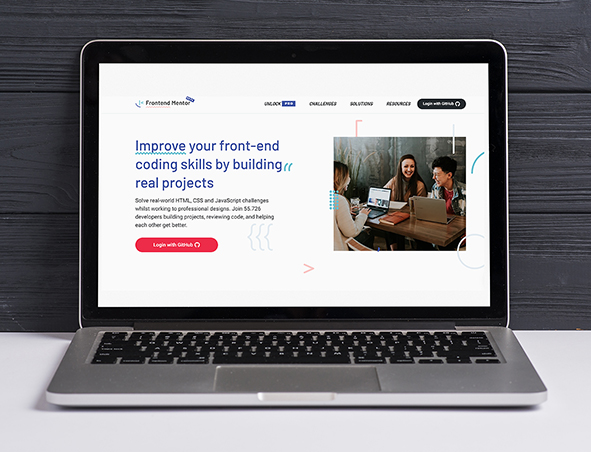 Frontend Mentor
UNLOCK PRO CHALLENGES SOLUTIONS RESOURCES Login with GitHub
Improve your front-end
coding skills by building
real projects
Solve real-world HTML, CSS and JavaScript challenges
whilst working to professional designs. Join 55,726
developers building projects, reviewing code, and helping
each other get better.
Login with GitHub